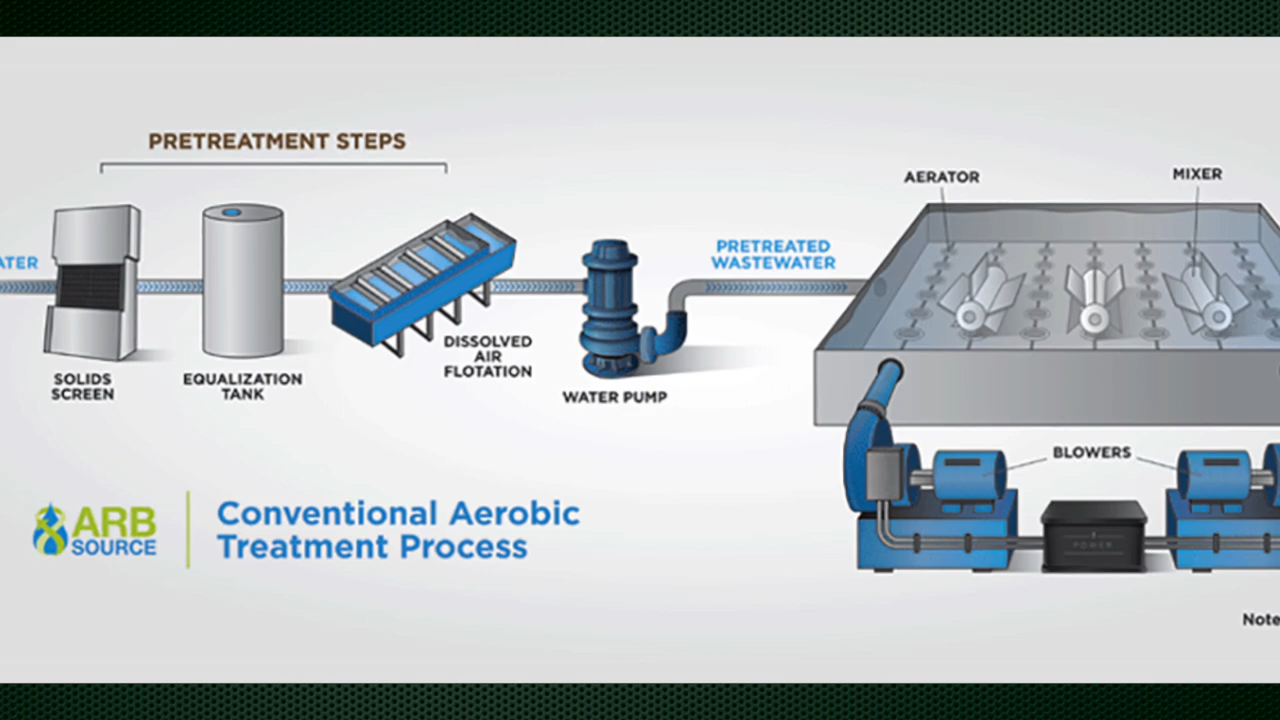 PRETREATMENT STEPS
AERATOR
MIXER
ATER
PRETREATED
WASTEWATER
DISSOLVED
AIR
FLOTATION
SOLIDS
SCREEN
EQUALIZATION
TANK
WATER PUMP
BLOWERS
ARB
SOURCE
Conventional Aerobic
Treatment Process
POWER
Note